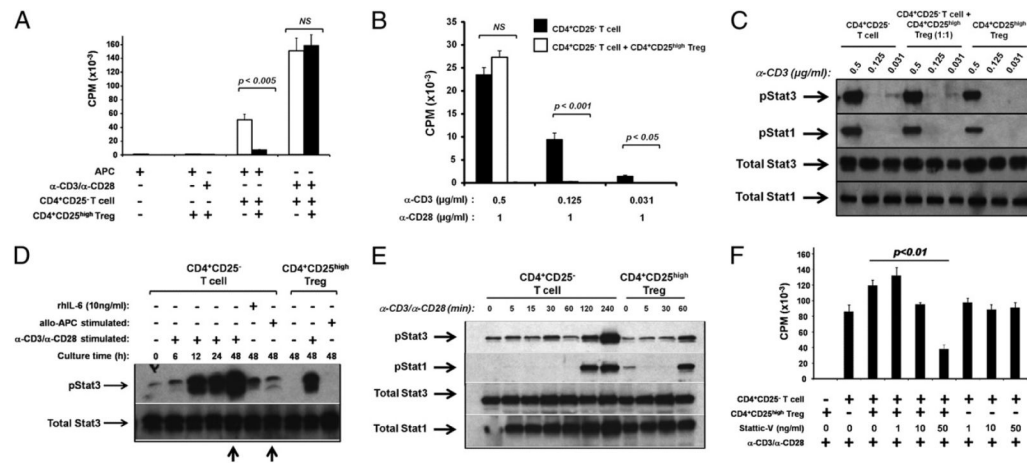 A
NS
p < 0.005
CPM (x10⁻³)
160
140
120
100
80
60
40
20
0
APC - + + + + + +
α-CD3/α-CD28 - - + - - + +
CD4⁺CD25⁻ T cell - - - + + + +
CD4⁺CD25ʰⁱᵍʰ Treg - + + - + - +
B
CD4⁺CD25⁻ T cell
CD4⁺CD25⁻ T cell + CD4⁺CD25ʰⁱᵍʰ Treg
NS
p < 0.001
p < 0.05
CPM (x10⁻³)
35
30
25
20
15
10
5
0
α-CD3 (µg/ml) : 0.5 0.125 0.031
α-CD28 (µg/ml) : 1 1 1
C
CD4⁺CD25⁻ T cell
CD4⁺CD25⁻ T cell + CD4⁺CD25ʰⁱᵍʰ Treg (1:1)
CD4⁺CD25ʰⁱᵍʰ Treg
α-CD3 (µg/ml) 0.5 0.125 0.031 0.5 0.125 0.031 0.5 0.125 0.031
pStat3
pStat1
Total Stat3
Total Stat1
D
CD4⁺CD25⁻ T cell
CD4⁺CD25ʰⁱᵍʰ Treg
rhIL-6 (10ng/ml): - - - - - + - - - -
allo-APC stimulated: - - - - - - + - - +
α-CD3/α-CD28 stimulated: - + + + + - - - + -
Culture time (h): 0 6 12 24 48 48 48 48 48 48
pStat3
Total Stat3
E
CD4⁺CD25⁻ T cell
CD4⁺CD25ʰⁱᵍʰ Treg
α-CD3/α-CD28 (min): 0 5 15 30 60 120 240 0 5 30 60
pStat3
pStat1
Total Stat3
Total Stat1
F
p<0.01
CPM (x10⁻³)
160
140
120
100
80
60
40
20
0
CD4⁺CD25⁻ T cell - + + + + + + + +
CD4⁺CD25ʰⁱᵍʰ Treg + - + + + + - - -
Stattic-V (ng/ml) 0 0 0 1 10 50 1 10 50
α-CD3/α-CD28 + + + + + + + + +